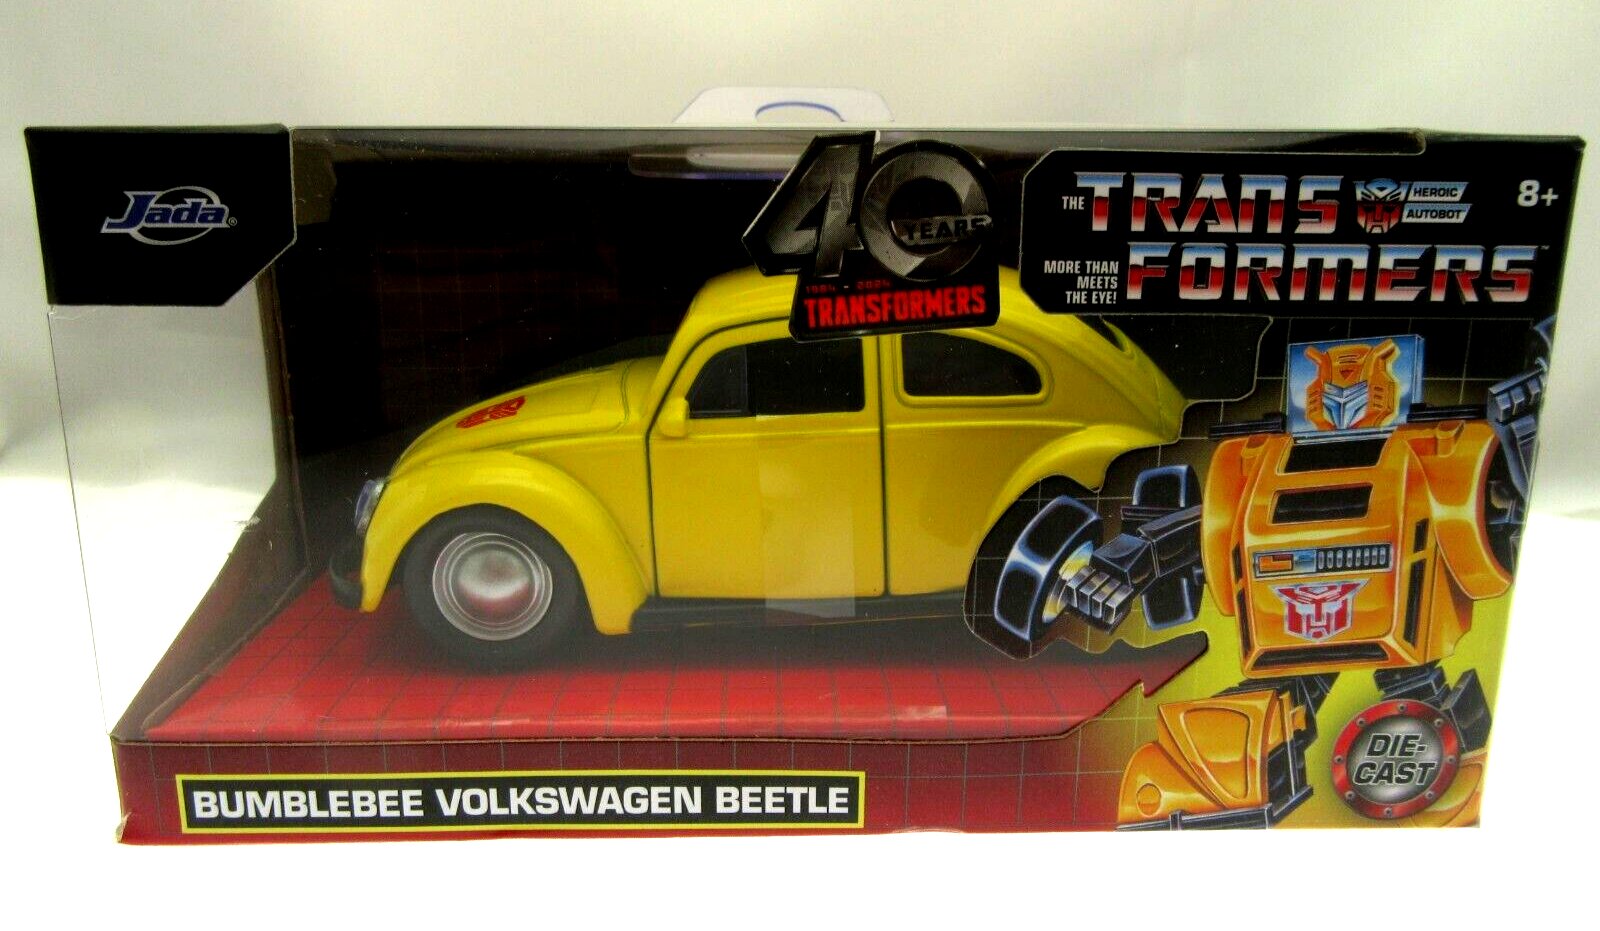 Jada®
40
YEARS
1984 - 2024
TRANSFORMERS
THE TRANS
FORMERS™
HEROIC
AUTOBOT
MORE THAN
MEETS
THE EYE!
8+
DIE-
CAST
BUMBLEBEE VOLKSWAGEN BEETLE